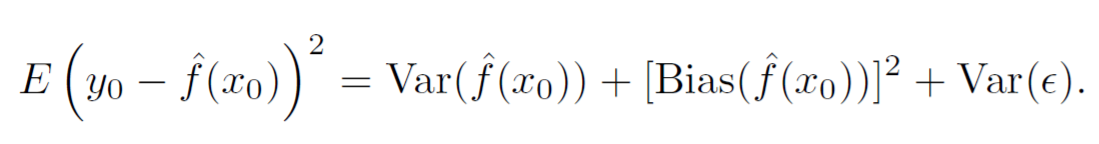 E(y₀ − f̂(x₀))² = Var(f̂(x₀)) + [Bias(f̂(x₀))]² + Var(ϵ).